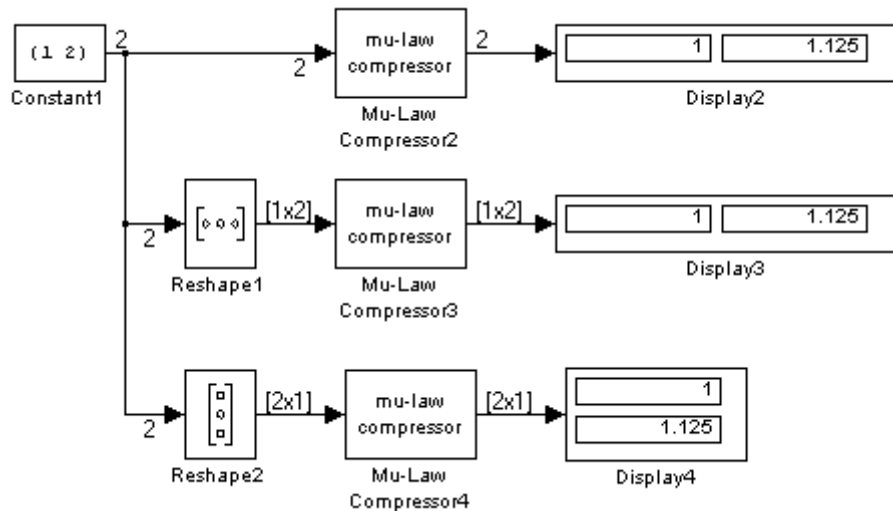 (1 2)
2
2
mu-law
compressor
2
1
1.125
Constant1
Mu-Law
Compressor2
Display2
2
[1x2]
mu-law
compressor
[1x2]
1
1.125
Reshape1
Mu-Law
Compressor3
Display3
2
[2x1]
mu-law
compressor
[2x1]
1
1.125
Reshape2
Mu-Law
Compressor4
Display4